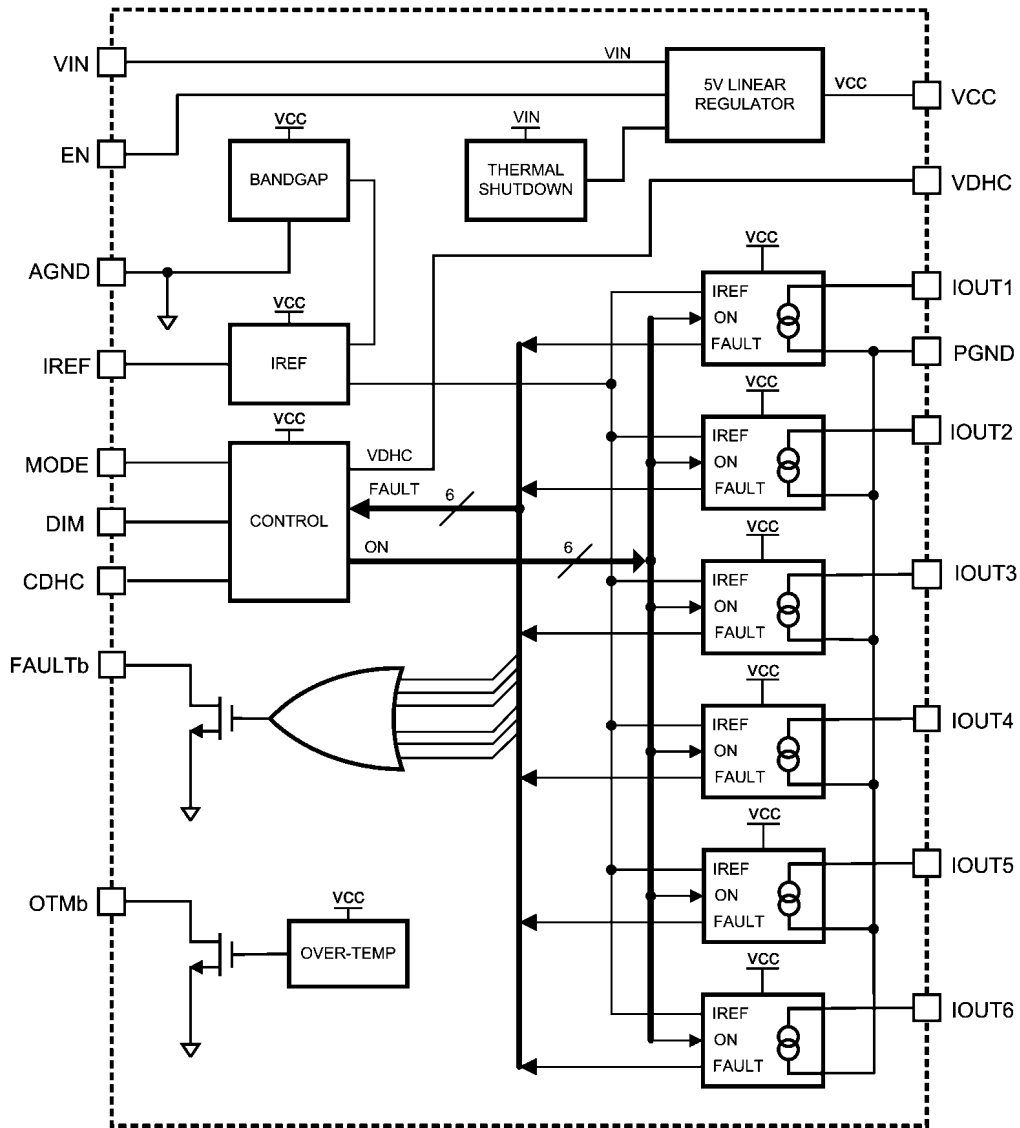 VIN
VIN
5V LINEAR
REGULATOR
VCC
VCC
EN
VCC
BANDGAP
VIN
THERMAL
SHUTDOWN
VDHC
AGND
VCC
IREF
ON
FAULT
IOUT1
PGND
IREF
VCC
IREF
VCC
IREF
ON
FAULT
IOUT2
MODE
DIM
CDHC
VCC
CONTROL
VDHC
FAULT
6
ON
6
VCC
IREF
ON
FAULT
IOUT3
FAULTb
VCC
IREF
ON
FAULT
IOUT4
VCC
IREF
ON
FAULT
IOUT5
OTMb
VCC
OVER-TEMP
VCC
IREF
ON
FAULT
IOUT6